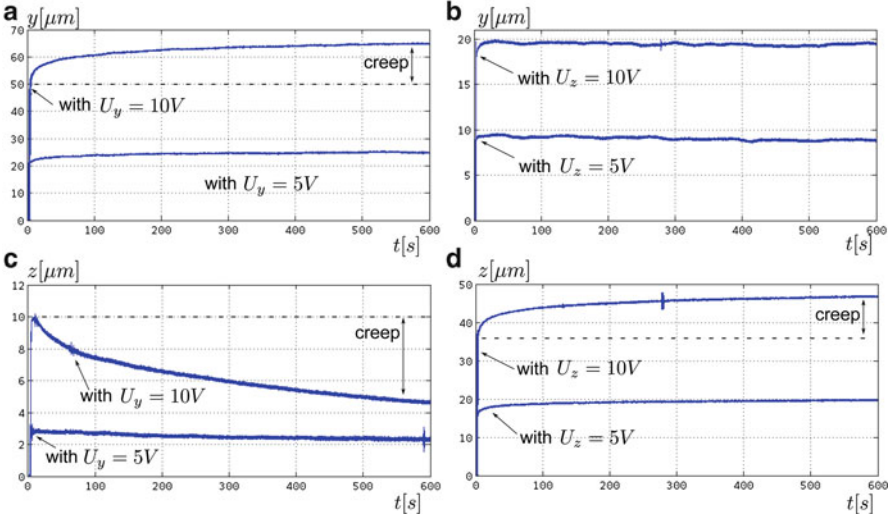 a
y[μm]
70
60
50
40
30
20
10
0
creep
with U_y = 10V
with U_y = 5V
0 100 200 300 400 500 600
t[s]
b
y[μm]
20
15
10
5
0
with U_z = 10V
with U_z = 5V
0 100 200 300 400 500 600
t[s]
c
z[μm]
12
10
8
6
4
2
0
creep
with U_y = 10V
with U_y = 5V
0 100 200 300 400 500 600
t[s]
d
z[μm]
50
40
30
20
10
0
creep
with U_z = 10V
with U_z = 5V
0 100 200 300 400 500 600
t[s]